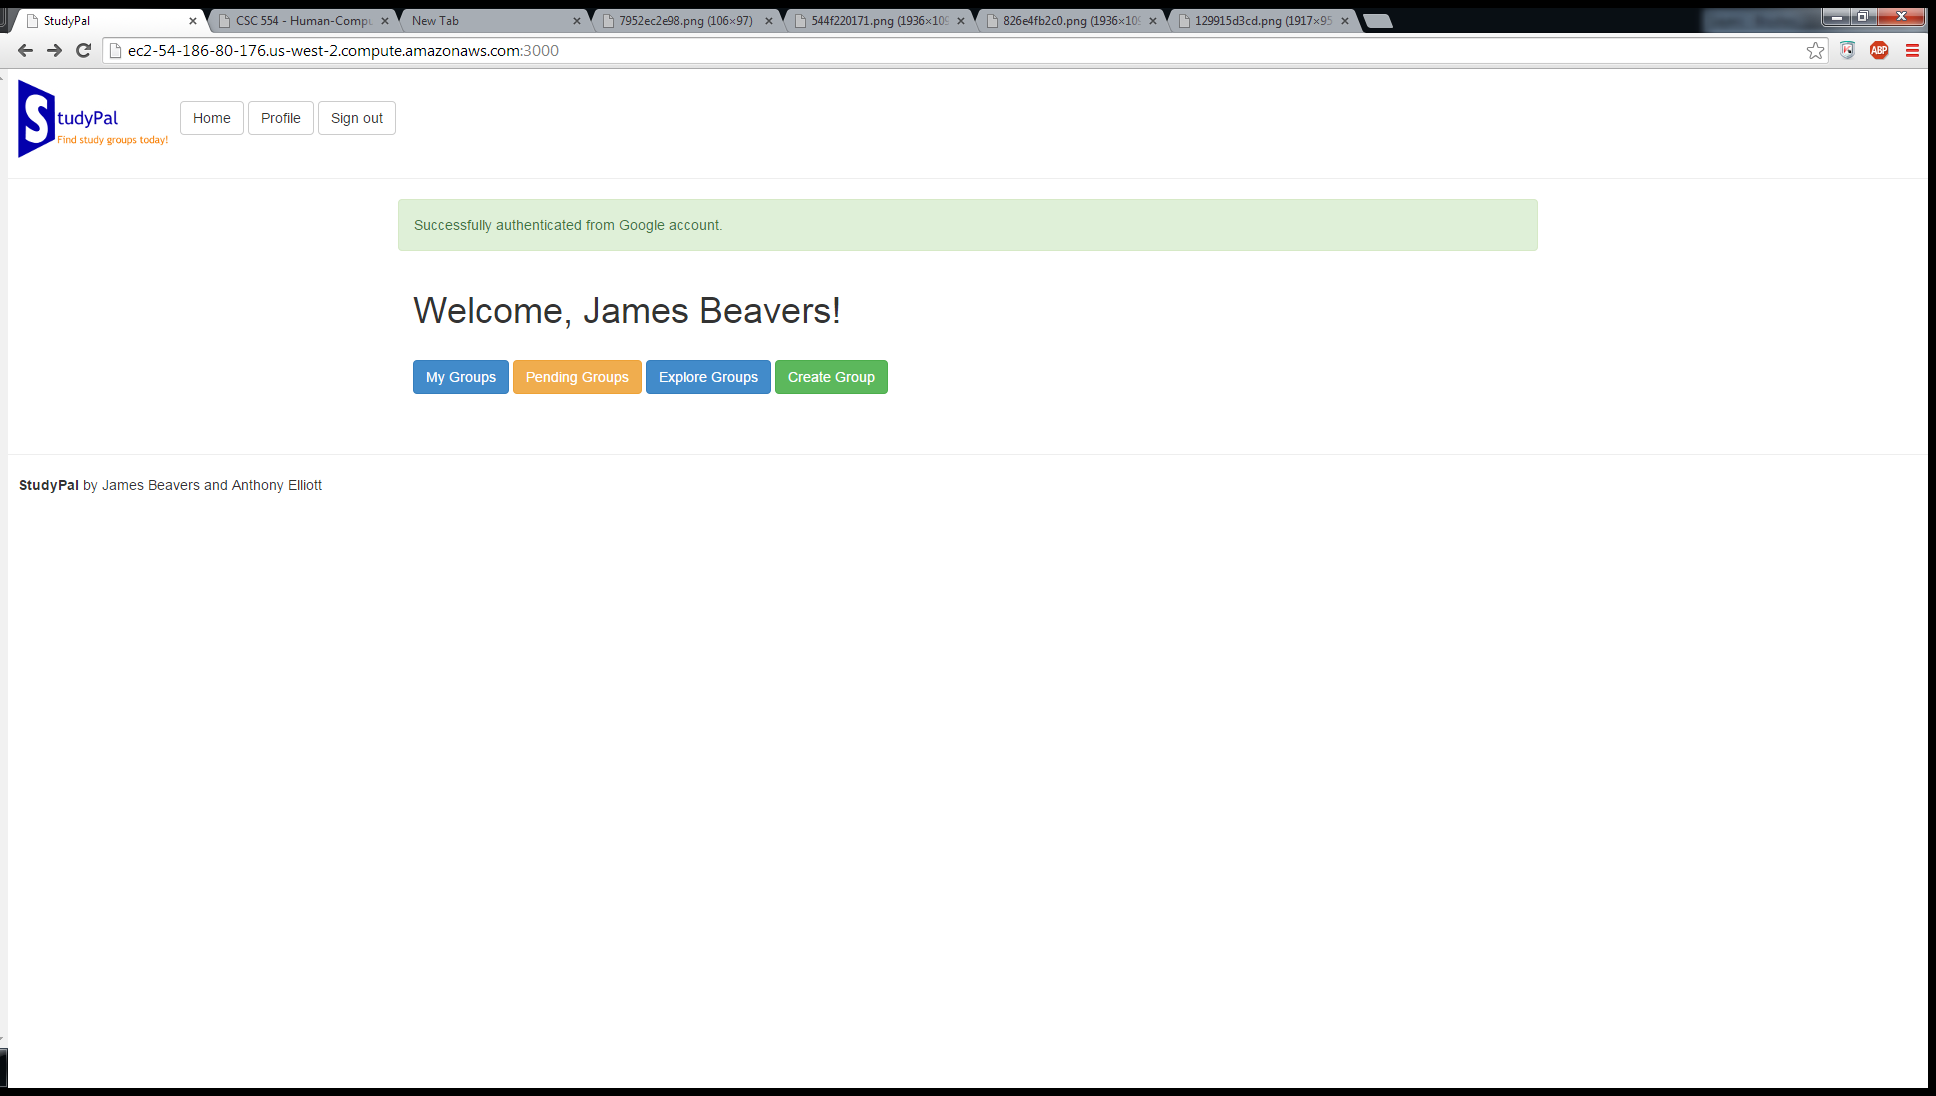 StudyPal
CSC 554 - Human-Compu
New Tab
7952ec2e98.png (106×97)
544f220171.png (1936×109
826e4fb2c0.png (1936×109
129915d3cd.png (1917×95
ec2-54-186-80-176.us-west-2.compute.amazonaws.com:3000
ABP
StudyPal
Find study groups today!
Home
Profile
Sign out
Successfully authenticated from Google account.
Welcome, James Beavers!
My Groups
Pending Groups
Explore Groups
Create Group
StudyPal by James Beavers and Anthony Elliott